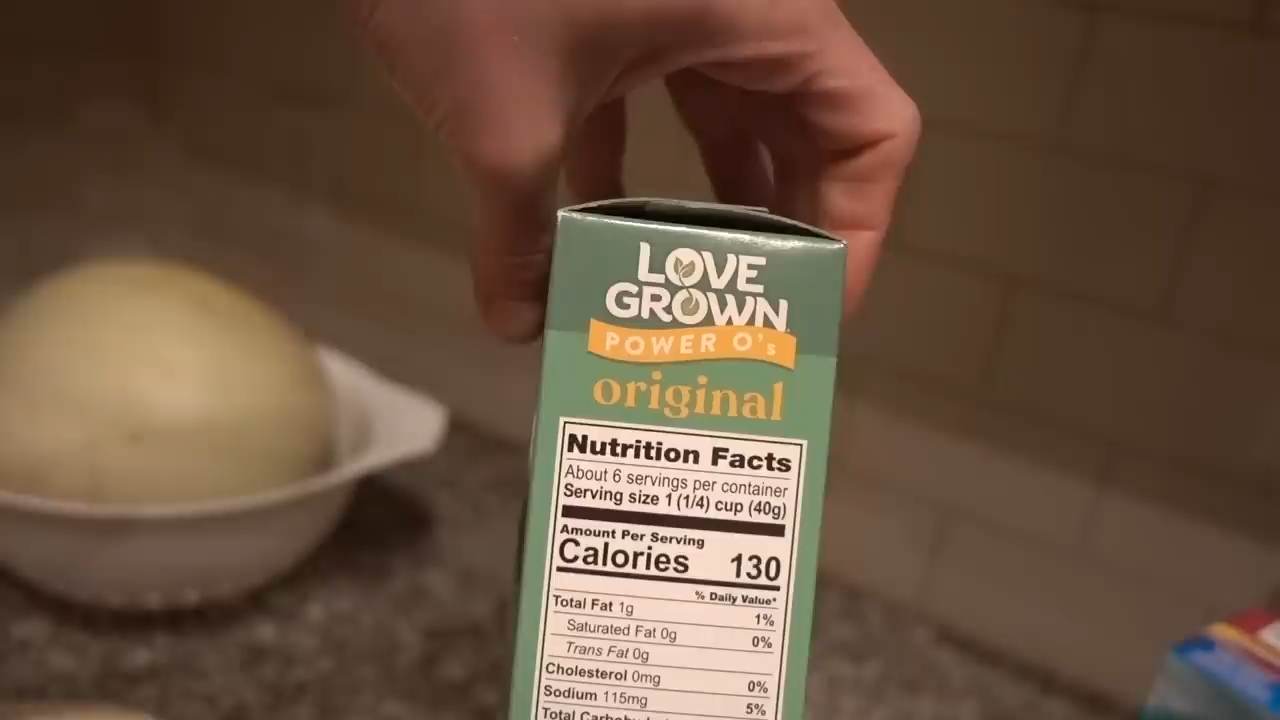 LOVE
GROWN
POWER O's
original
Nutrition Facts
About 6 servings per container
Serving size 1 (1/4) cup (40g)
Amount Per Serving
Calories 130
% Daily Value*
Total Fat 1g 1%
Saturated Fat 0g 0%
Trans Fat 0g
Cholesterol 0mg 0%
Sodium 115mg 5%
Total